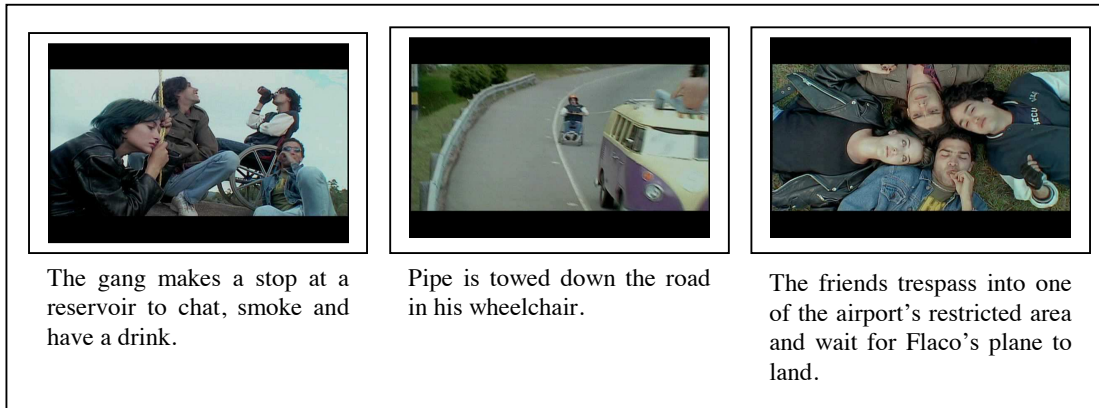 The gang makes a stop at a
reservoir to chat, smoke and
have a drink.
Pipe is towed down the road
in his wheelchair.
The friends trespass into one
of the airport's restricted area
and wait for Flaco's plane to
land.